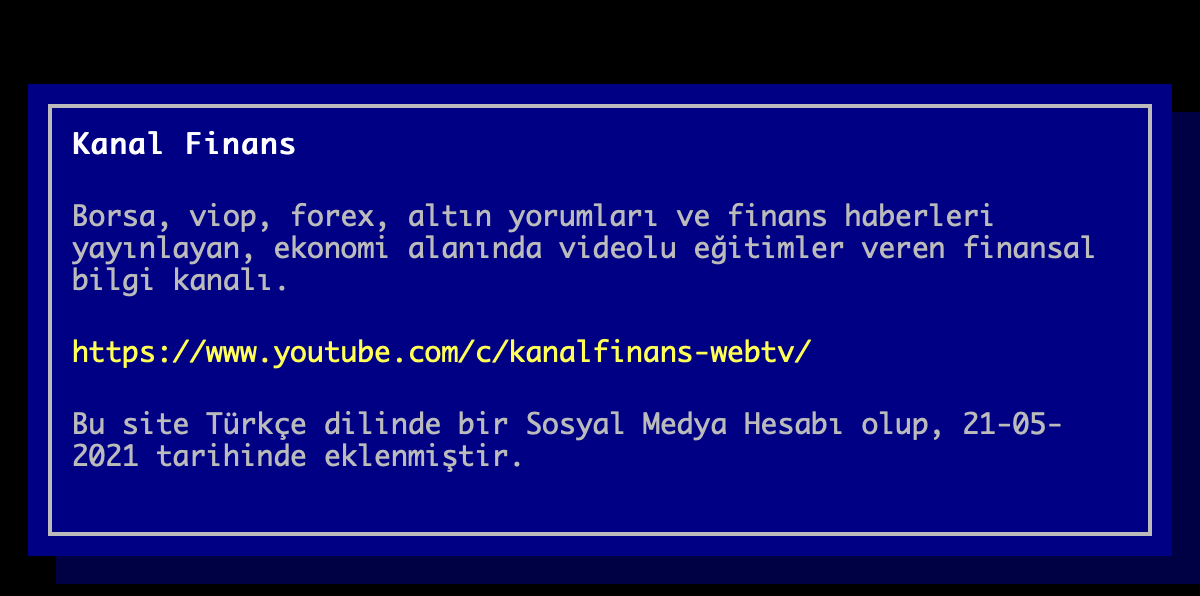 Kanal Finans
Borsa, viop, forex, altın yorumları ve finans haberleri
yayınlayan, ekonomi alanında videolu eğitimler veren finansal
bilgi kanalı.
https://www.youtube.com/c/kanalfinans-webtv/
Bu site Türkçe dilinde bir Sosyal Medya Hesabı olup, 21-05-
2021 tarihinde eklenmiştir.